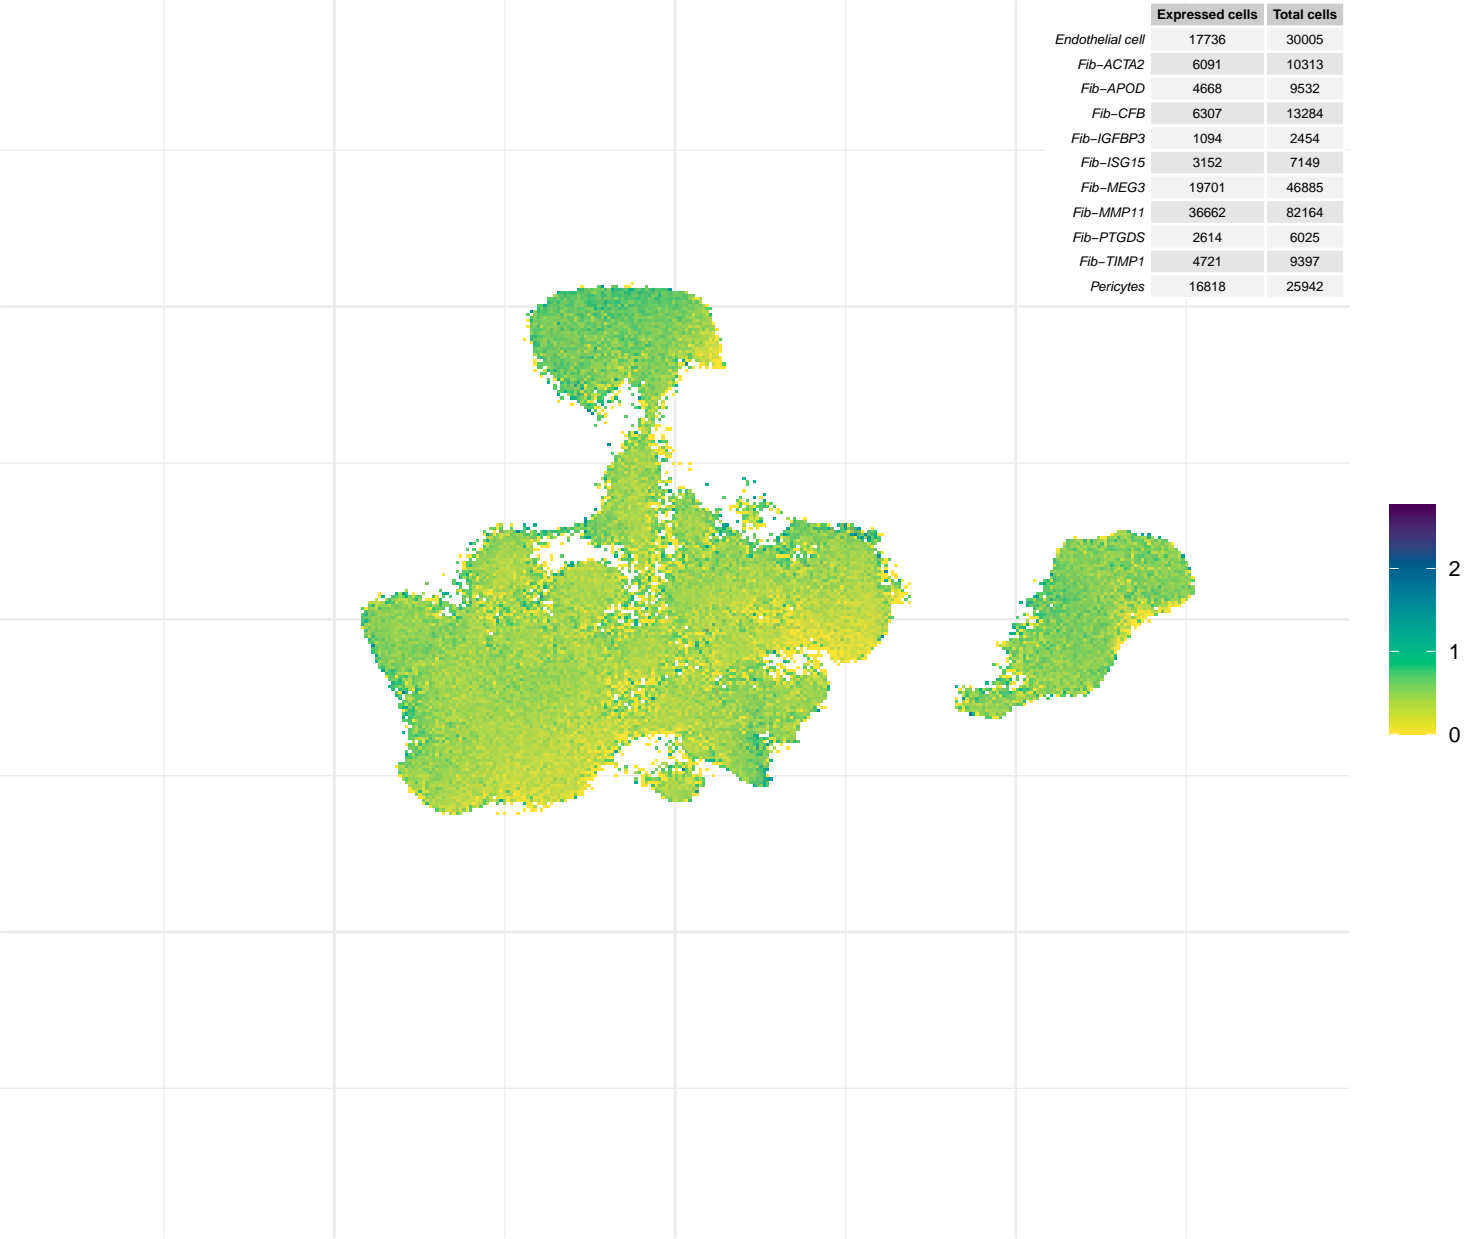 Expressed cells Total cells
Endothelial cell 17736 30005
Fib−ACTA2 6091 10313
Fib−APOD 4668 9532
Fib−CFB 6307 13284
Fib−IGFBP3 1094 2454
Fib−ISG15 3152 7149
Fib−MEG3 19701 46885
Fib−MMP11 36662 82164
Fib−PTGDS 2614 6025
Fib−TIMP1 4721 9397
Pericytes 16818 25942
2
1
0